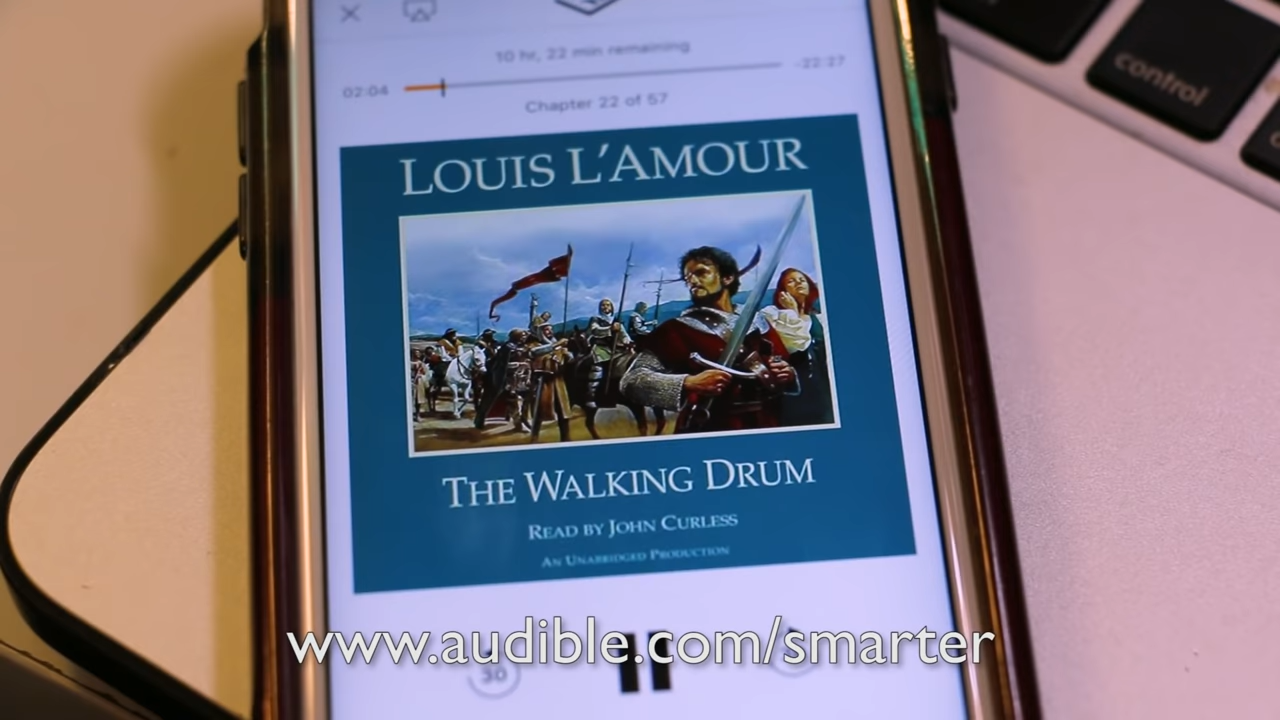 10 hr, 22 min remaining
02:04
-22:27
Chapter 22 of 57
control
LOUIS L'AMOUR
THE WALKING DRUM
READ BY JOHN CURLESS
AN UNABRIDGED PRODUCTION
www.audible.com/smarter
30